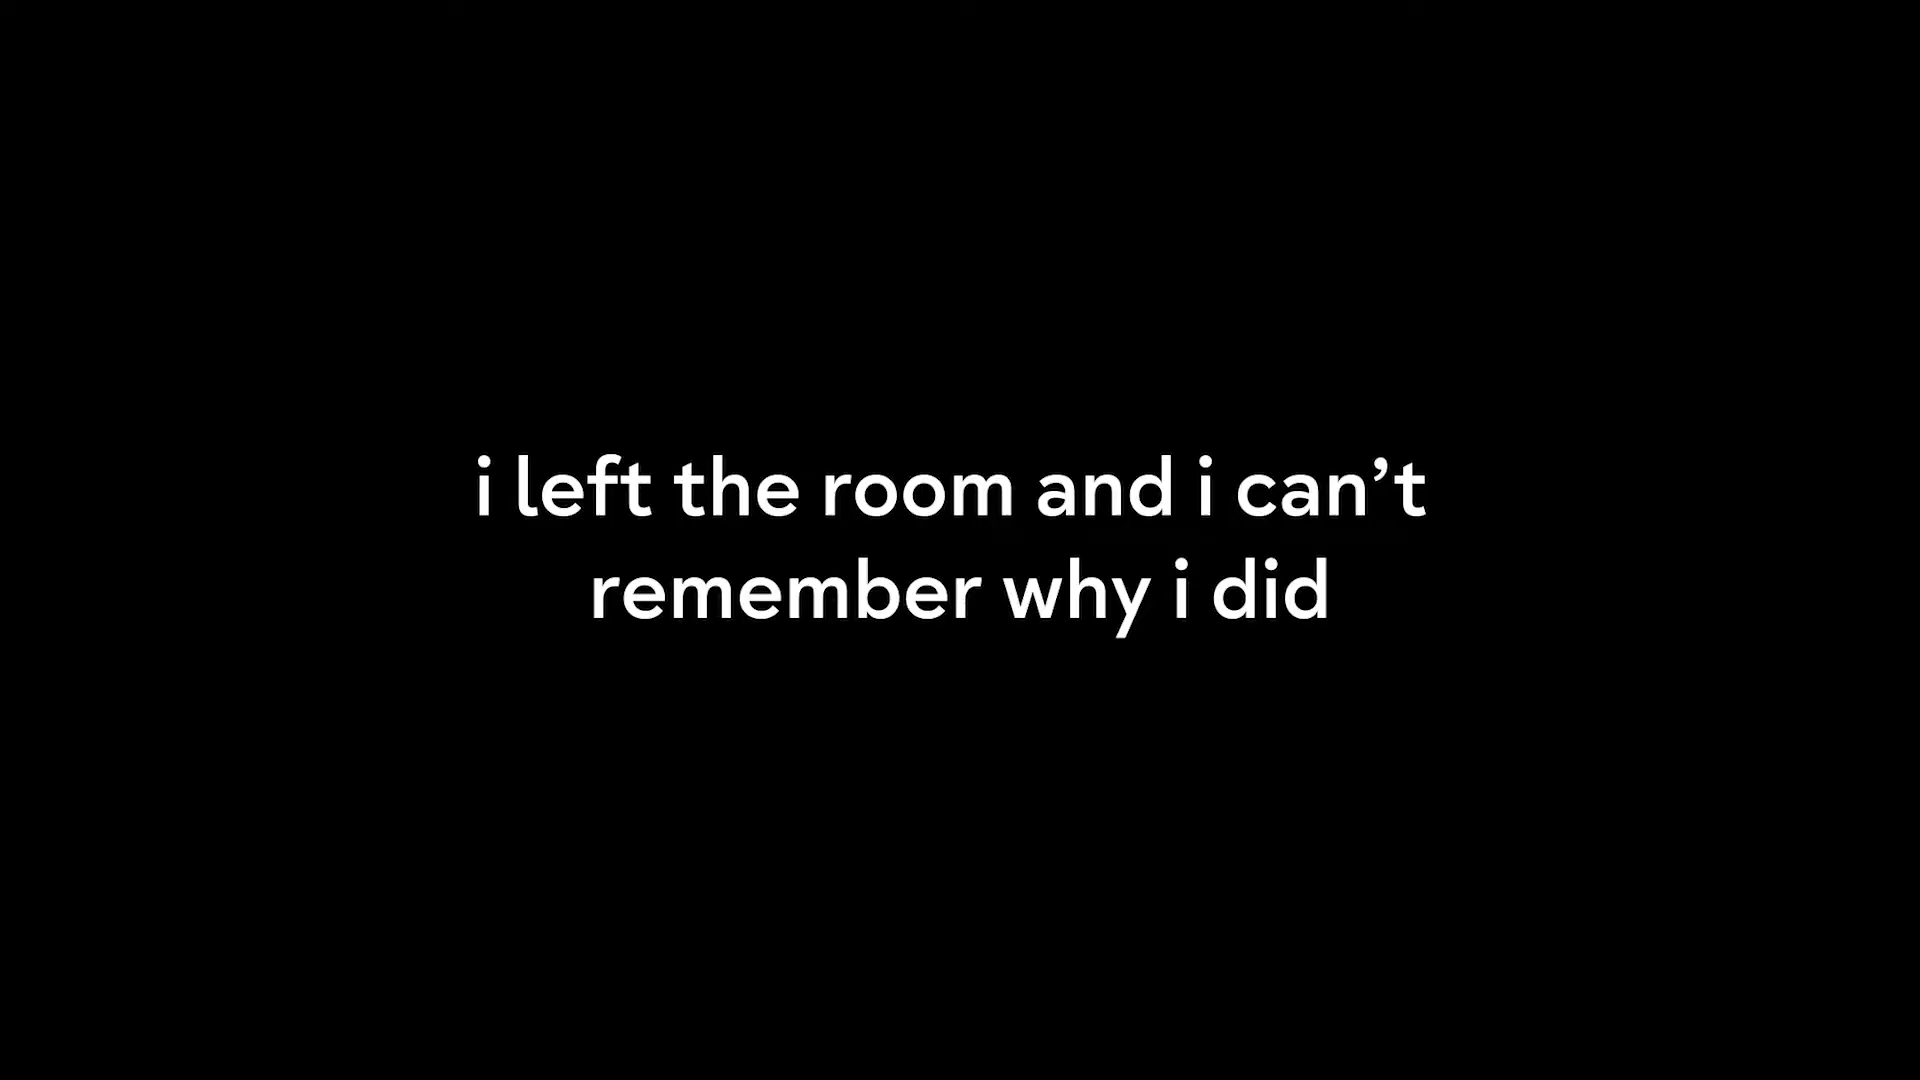 i left the room and i can’t
remember why i did